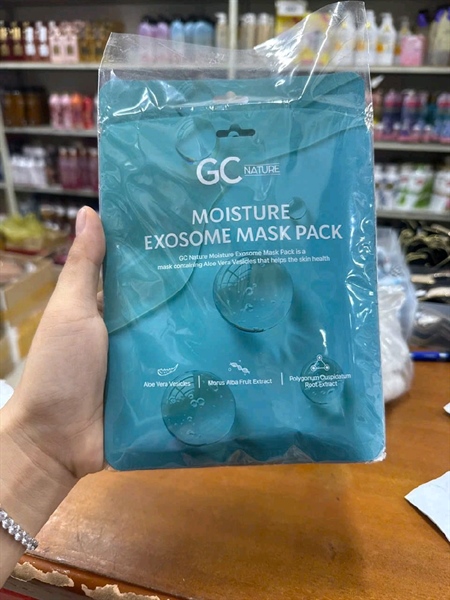 GC NATURE
MOISTURE
EXOSOME MASK PACK
GC Nature Moisture Exosome Mask Pack is a
mask containing Aloe Vera Vesicles that helps the skin health
Aloe Vera Vesicles
Morus Alba Fruit Extract
Polygonum Cuspidatum
Root Extract